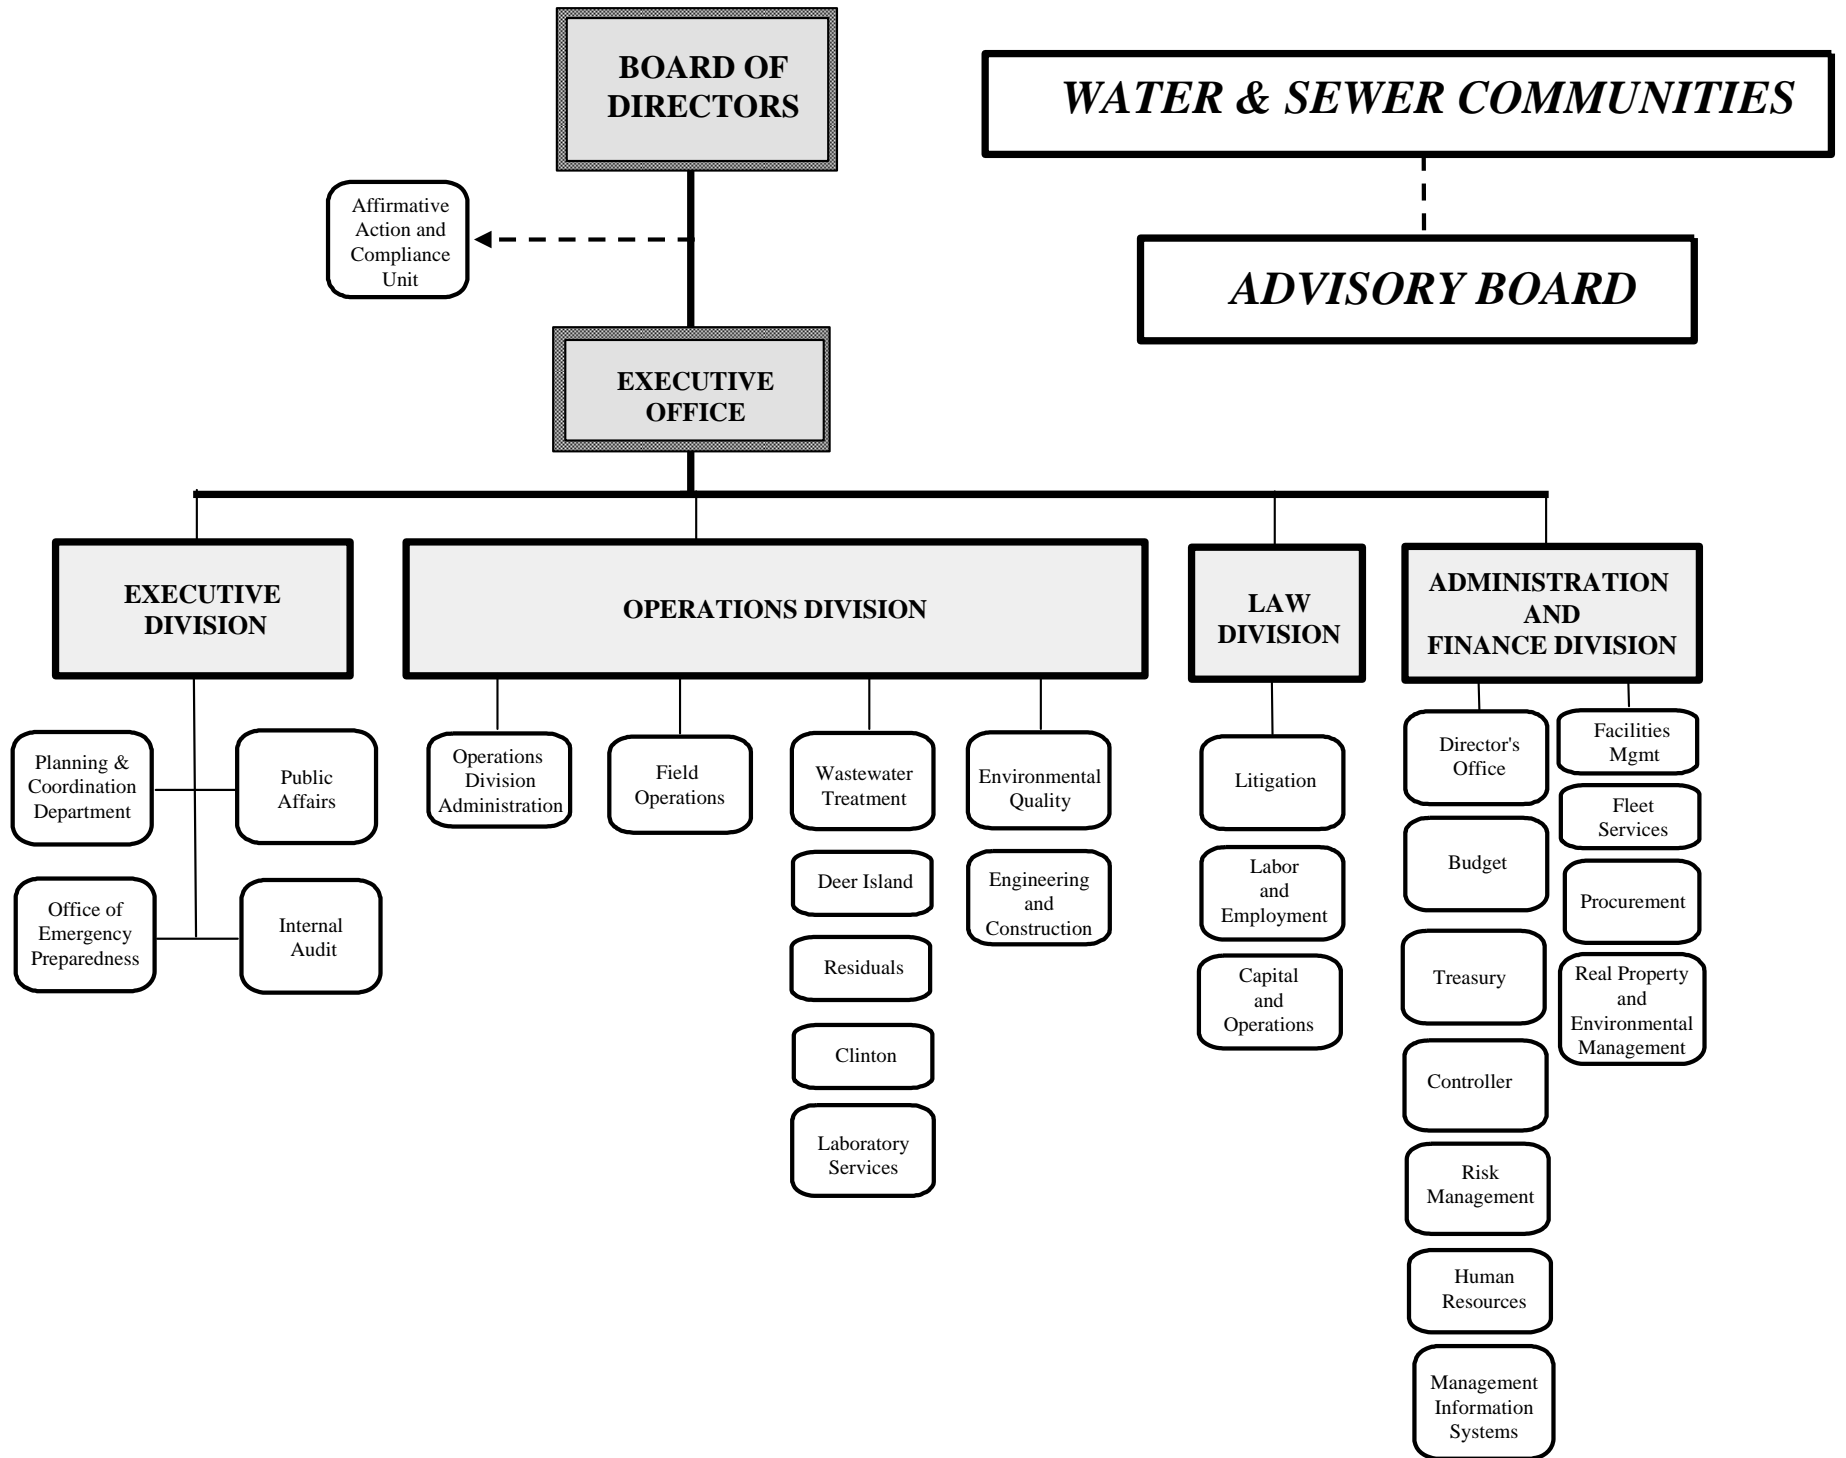 BOARD OF
DIRECTORS
WATER & SEWER COMMUNITIES
Affirmative
Action and
Compliance
Unit
ADVISORY BOARD
EXECUTIVE
OFFICE
EXECUTIVE
DIVISION
OPERATIONS DIVISION
LAW
DIVISION
ADMINISTRATION
AND
FINANCE DIVISION
Planning &
Coordination
Department
Public
Affairs
Office of
Emergency
Preparedness
Internal
Audit
Operations
Division
Administration
Field
Operations
Wastewater
Treatment
Deer Island
Residuals
Clinton
Laboratory
Services
Environmental
Quality
Engineering
and
Construction
Litigation
Labor
and
Employment
Capital
and
Operations
Director's
Office
Budget
Treasury
Controller
Risk
Management
Human
Resources
Management
Information
Systems
Facilities
Mgmt
Fleet
Services
Procurement
Real Property
and
Environmental
Management